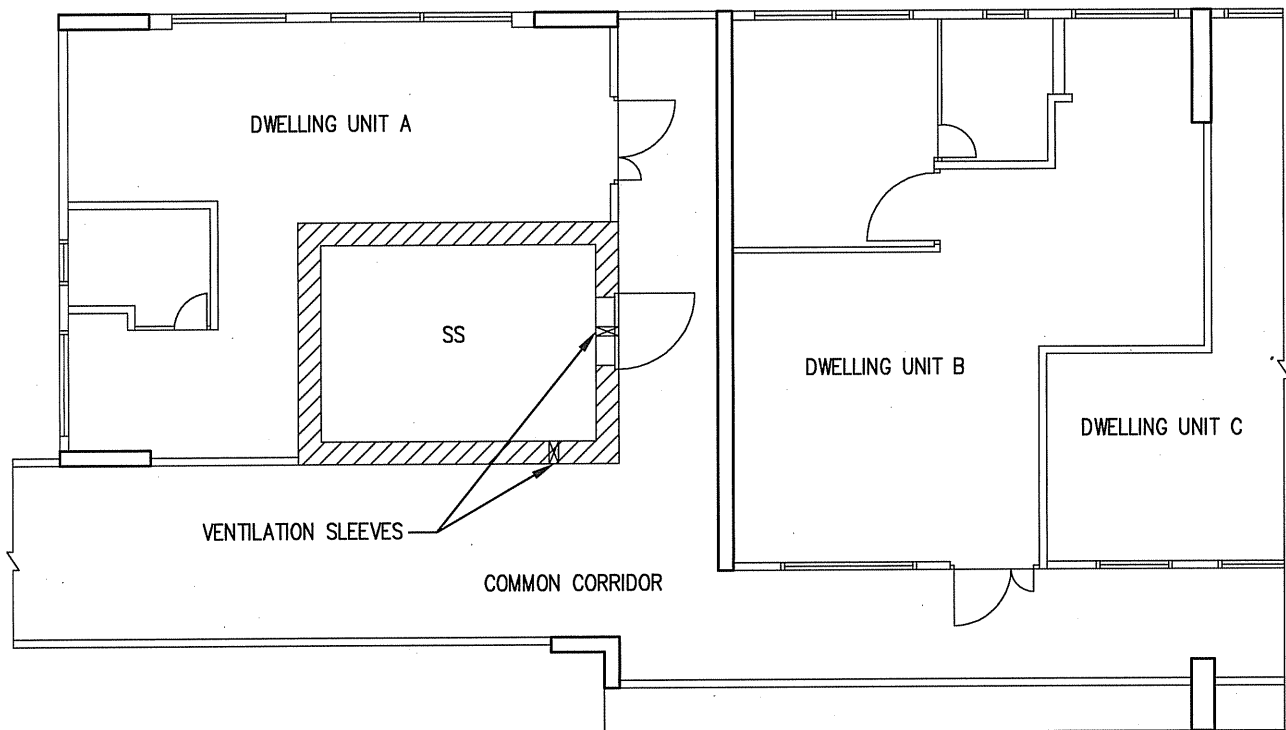 DWELLING UNIT A
SS
DWELLING UNIT B
DWELLING UNIT C
VENTILATION SLEEVES
COMMON CORRIDOR